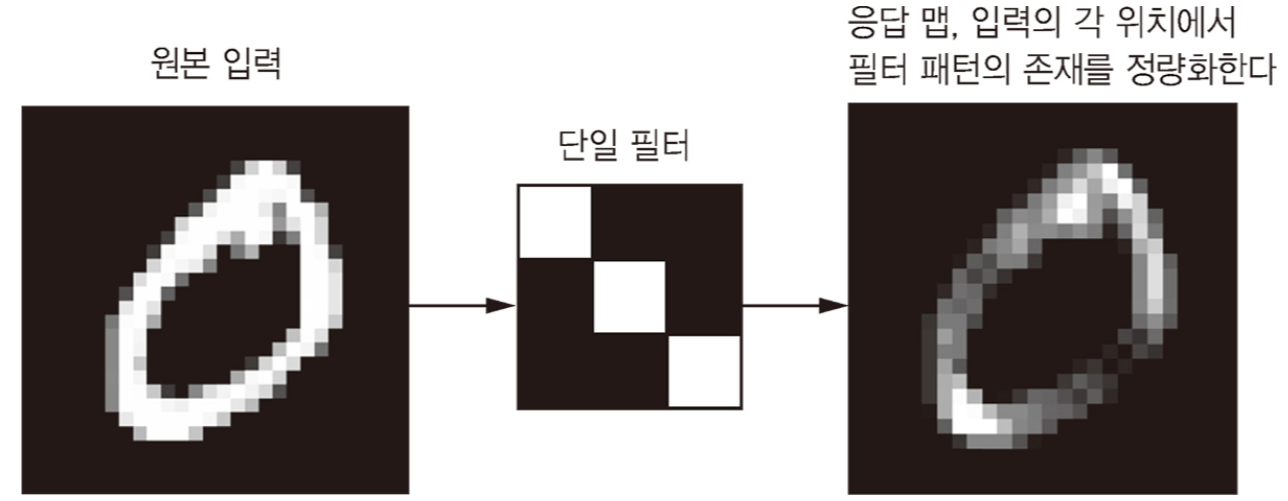 원본 입력
단일 필터
응답 맵, 입력의 각 위치에서
필터 패턴의 존재를 정량화한다